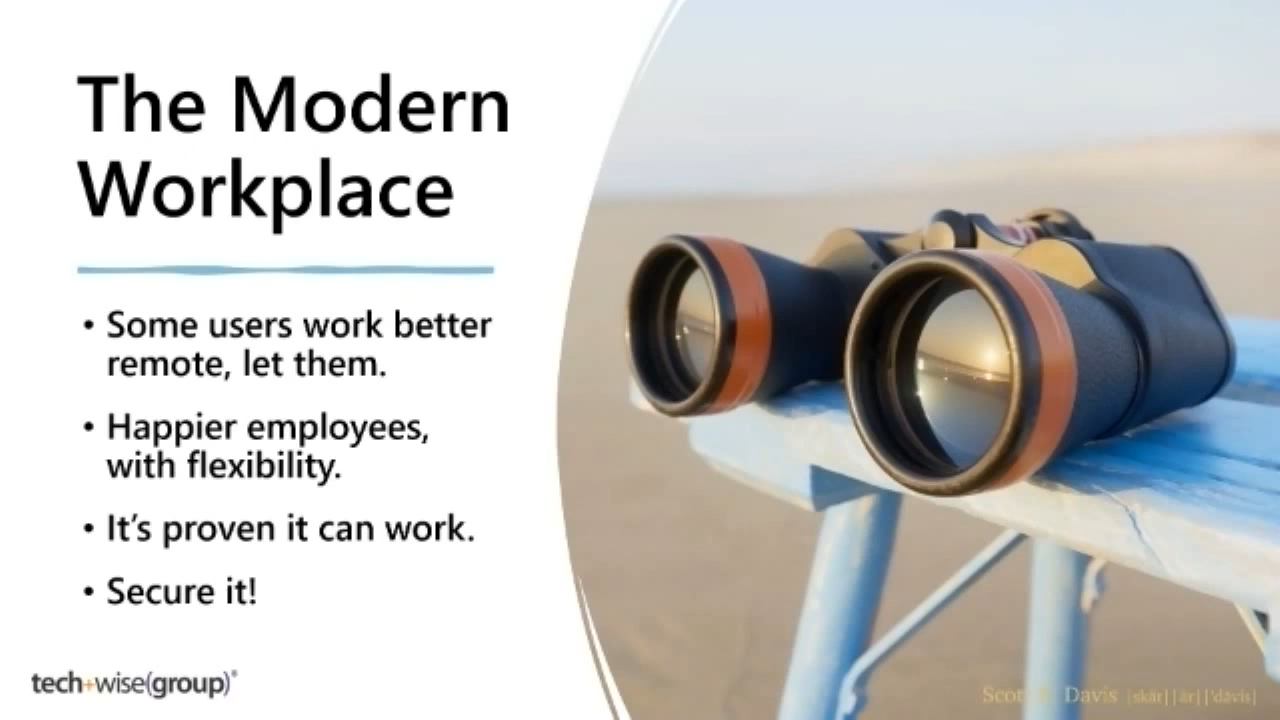 The Modern
Workplace
• Some users work better
remote, let them.
• Happier employees,
with flexibility.
• It's proven it can work.
• Secure it!
tech+wise(group)®
Davis